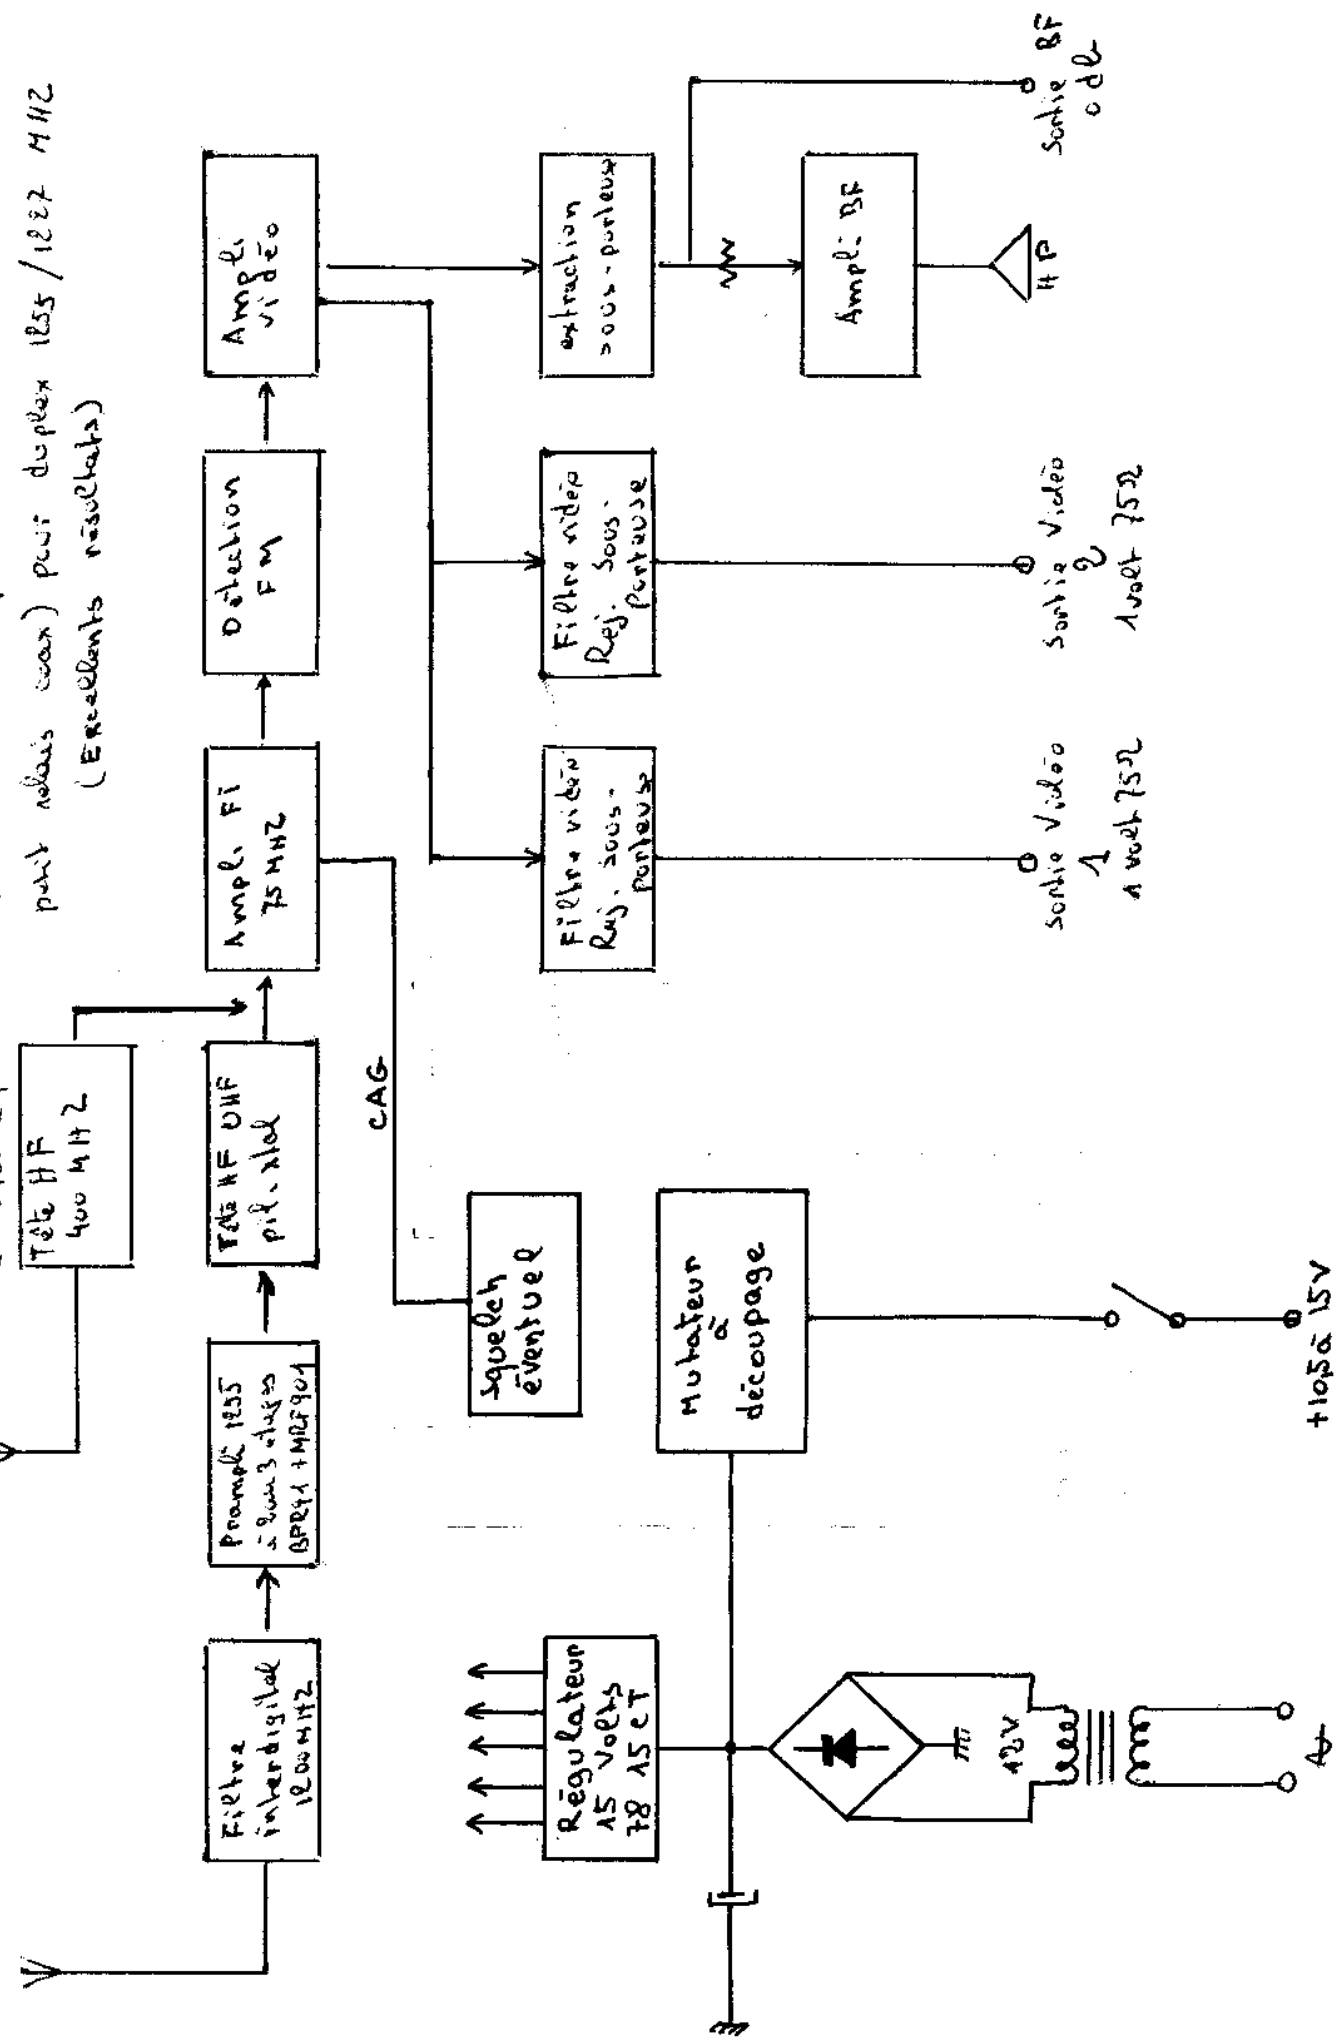 petit relais coax) pour duplex 1255/1227 MHZ
(Excellents résultats)
Tête HF
400 MHZ
Filtre
interdigital
1200 MHZ
Prampli 1255
à 2 ou 3 étages
BFR91 + MRF901
Tête HF UHF
pil. xtal
Ampli Fi
75 MHZ
Détection
FM
Ampli
vidéo
CAG
squelch
éventuel
Filtre vidéo
Rej. sous-
porteuse
Filtre vidéo
Rej. sous-
porteuse
extraction
sous-porteuse
Ampli BF
HP
Sortie BF
0 db
Sortie Vidéo
1
1 volt 75Ω
Sortie Vidéo
2
1 volt 75Ω
Régulateur
15 Volts
78 15 CT
Mutateur
à
découpage
12V
+10,5 à 15V